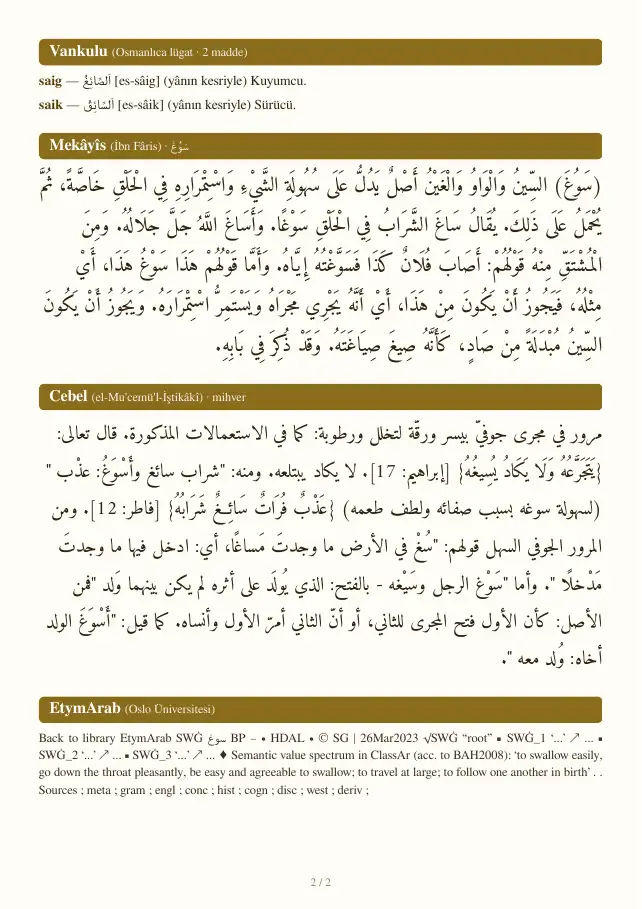 Vankulu (Osmanlıca lügat · 2 madde)
saig — اَلسَّائِغُ [es-sâig] (yânın kesriyle) Kuyumcu.
saik — اَلسَّائِقُ [es-sâik] (yânın kesriyle) Sürücü.
Mekâyîs (İbn Fâris) · سَوُغَ
(سَوُغَ) السِّينُ وَالْوَاوُ وَالْغَيْنُ أَصْلٌ يَدُلُّ عَلَى سُهُولَةِ الشَّيْءِ وَاسْتِمْرَارِهِ فِي الْحَلْقِ خَاصَّةً، ثُمَّ
يُحْمَلُ عَلَى ذَلِكَ. يُقَالُ سَاغَ الشَّرَابُ فِي الْحَلْقِ سَوْغًا. وَأَسَاغَ اللَّهُ جَلَّ جَلَالُهُ. وَمِنَ
الْمُشْتَقِّ مِنْهُ قَوْلُهُمْ: أَصَابَ فُلَانٌ كَذَا فَسَوَّغْتُهُ إِيَّاهُ. وَأَمَّا قَوْلُهُمْ هَذَا سَوْغُ هَذَا، أَيْ
مِثْلُهُ، فَيَجُوزُ أَنْ يَكُونَ مِنْ هَذَا، أَيْ أَنَّهُ يَجْرِي مَجْرَاهُ وَيَسْتَمِرُّ اسْتِمْرَارَهُ. وَيَجُوزُ أَنْ يَكُونَ
السِّينُ مُبْدَلَةً مِنْ صَادٍ، كَأَنَّهُ صِيغَ صِيَاغَتَهُ. وَقَدْ ذُكِرَ فِي بَابِهِ.
Cebel (el-Mu'cemü'l-İştikâkî) · mihver
مرور في مجرى جوفيّ بيسر ورقّة لتخلل ورطوبة: كما في الاستعمالات المذكورة. قال تعالى:
{يَتَجَرَّعُهُ وَلَا يَكَادُ يُسِيغُهُ} [إبراهيم: 17]. لا يكاد يبتلعه. ومنه: "شراب سائغ وأَسْوَغُ: عذْب "
(لسهولة سوغه بسبب صفائه ولطف طعمه) {عَذْبٌ فُرَاتٌ سَائِغٌ شَرَابُهُ} [فاطر: 12]. ومن
المرور الجوفي السهل قولهم: "سُغْ في الأرض ما وجدتَ مَساغًا، أي: ادخل فيها ما وجدتَ
مَدْخلًا ". وأما "سَوْغ الرجل وسَيْغه - بالفتح: الذي يُولَد على أثره لم يكن بينهما وَلد "فمن
الأصل: كأن الأول فتح المجرى للثاني، أو أنّ الثاني أمرّ الأول وأنساه. كما قيل: "أَسْوَغَ الولد
أخاه: وُلد معه ".
EtymArab (Oslo Üniversitesi)
Back to library EtymArab SWĠ سوغ BP – • HDAL • © SG | 26Mar2023 √SWĠ “root” ▪ SWĠ_1 ‘...’ ↗ ... ▪
SWĠ_2 ‘...’ ↗ ... ▪ SWĠ_3 ‘...’ ↗ ... ♦ Semantic value spectrum in ClassAr (acc. to BAH2008): ‘to swallow easily,
go down the throat pleasantly, be easy and agreeable to swallow; to travel at large; to follow one another in birth’ . .
Sources ; meta ; gram ; engl ; conc ; hist ; cogn ; disc ; west ; deriv ;
2 / 2